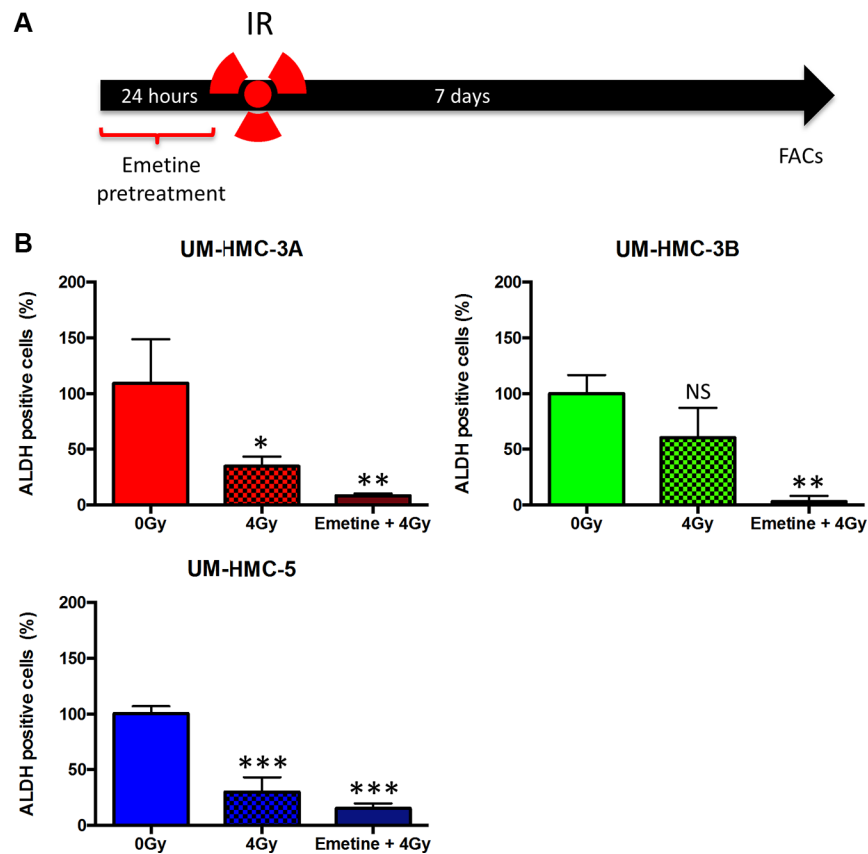 A
IR
24 hours
7 days
Emetine
pretreatment
FACs
B
UM-HMC-3A
ALDH positive cells (%)
200
150
100
50
0
*
**
0Gy
4Gy
Emetine + 4Gy
UM-HMC-3B
ALDH positive cells (%)
200
150
100
50
0
NS
**
0Gy
4Gy
Emetine + 4Gy
UM-HMC-5
ALDH positive cells (%)
200
150
100
50
0
***
***
0Gy
4Gy
Emetine + 4Gy